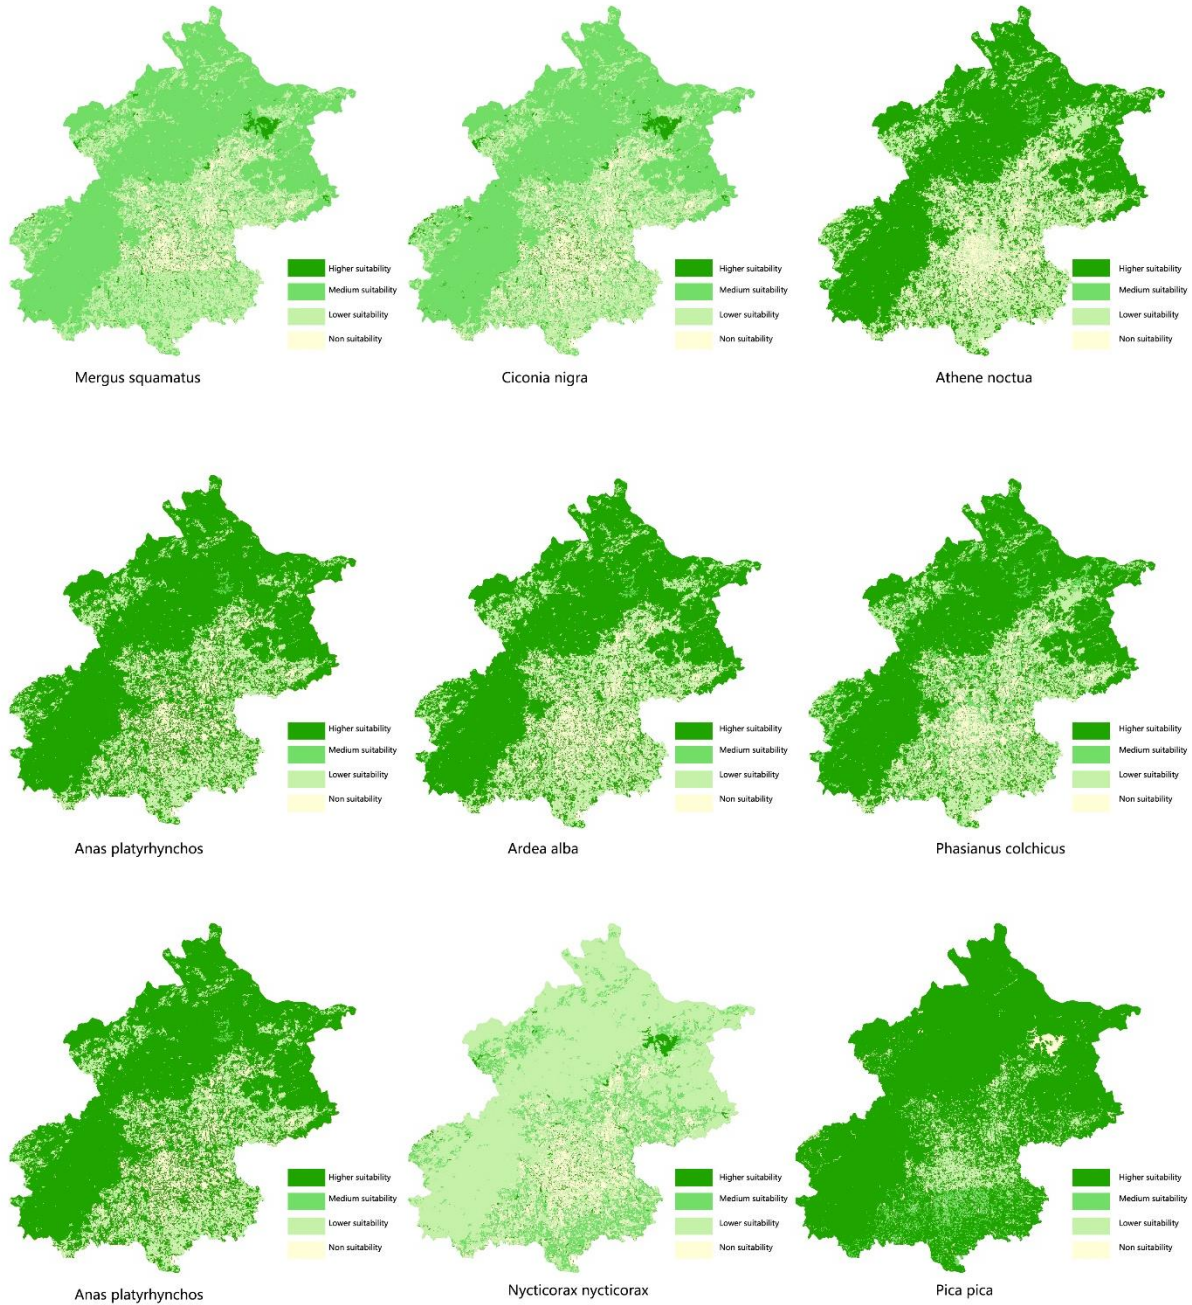 Higher suitability
Medium suitability
Lower suitability
Non suitability
Mergus squamatus
Higher suitability
Medium suitability
Lower suitability
Non suitability
Ciconia nigra
Higher suitability
Medium suitability
Lower suitability
Non suitability
Athene noctua
Higher suitability
Medium suitability
Lower suitability
Non suitability
Anas platyrhynchos
Higher suitability
Medium suitability
Lower suitability
Non suitability
Ardea alba
Higher suitability
Medium suitability
Lower suitability
Non suitability
Phasianus colchicus
Higher suitability
Medium suitability
Lower suitability
Non suitability
Anas platyrhynchos
Higher suitability
Medium suitability
Lower suitability
Non suitability
Nycticorax nycticorax
Higher suitability
Medium suitability
Lower suitability
Non suitability
Pica pica